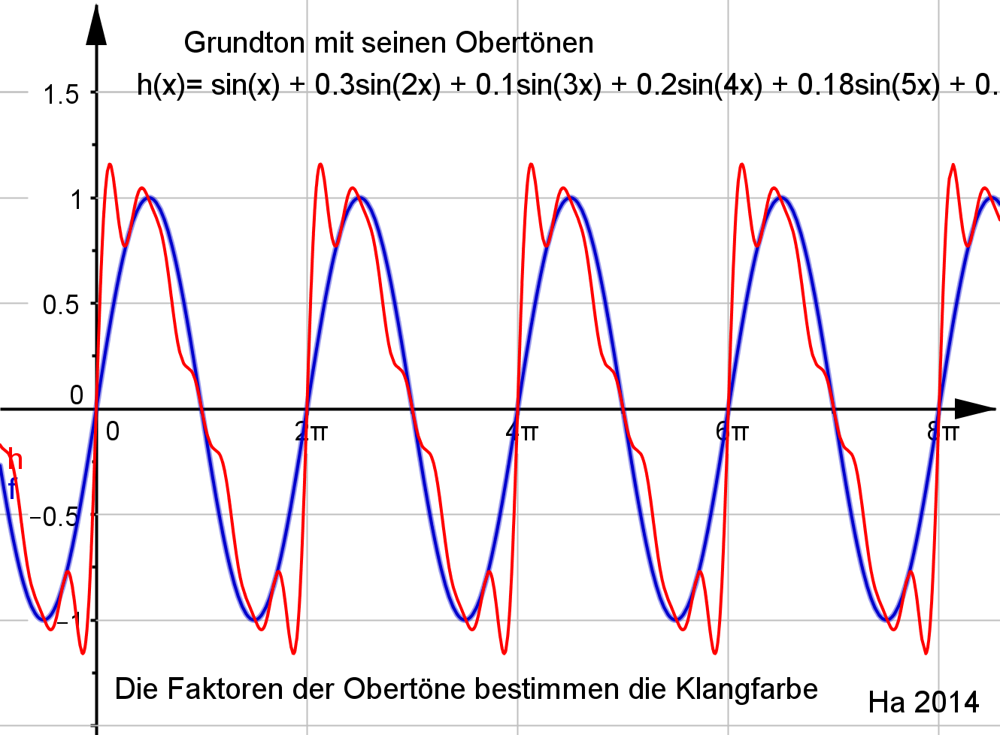 Grundton mit seinen Obertönen
h(x)= sin(x) + 0.3sin(2x) + 0.1sin(3x) + 0.2sin(4x) + 0.18sin(5x) + 0.
1.5
1
0.5
0
0 2π 4π 6π 8π
h
f
−0.5
−1
Die Faktoren der Obertöne bestimmen die Klangfarbe
Ha 2014